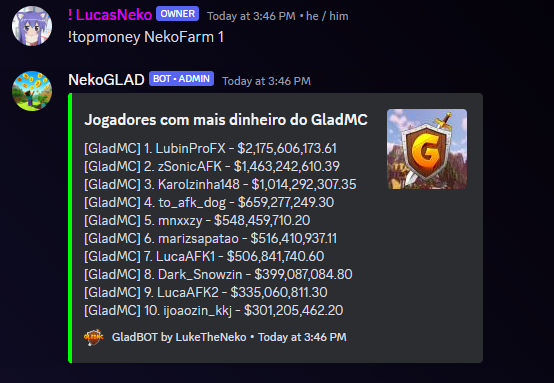 ! LucasNeko OWNER Today at 3:46 PM • he / him
!topmoney NekoFarm 1
NekoGLAD BOT • ADMIN Today at 3:46 PM
Jogadores com mais dinheiro do GladMC
[GladMC] 1. LubinProFX - $2,175,606,173.61
[GladMC] 2. zSonicAFK - $1,463,242,610.39
[GladMC] 3. Karolzinha148 - $1,014,292,307.35
[GladMC] 4. to_afk_dog - $659,277,249.30
[GladMC] 5. mnxxzy - $548,459,710.20
[GladMC] 6. marizsapatao - $516,410,937.11
[GladMC] 7. LucaAFK1 - $506,841,740.60
[GladMC] 8. Dark_Snowzin - $399,087,084.80
[GladMC] 9. LucaAFK2 - $335,060,811.30
[GladMC] 10. ijoaozin_kkj - $301,205,462.20
G
GLADMC GladBOT by LukeTheNeko • Today at 3:46 PM